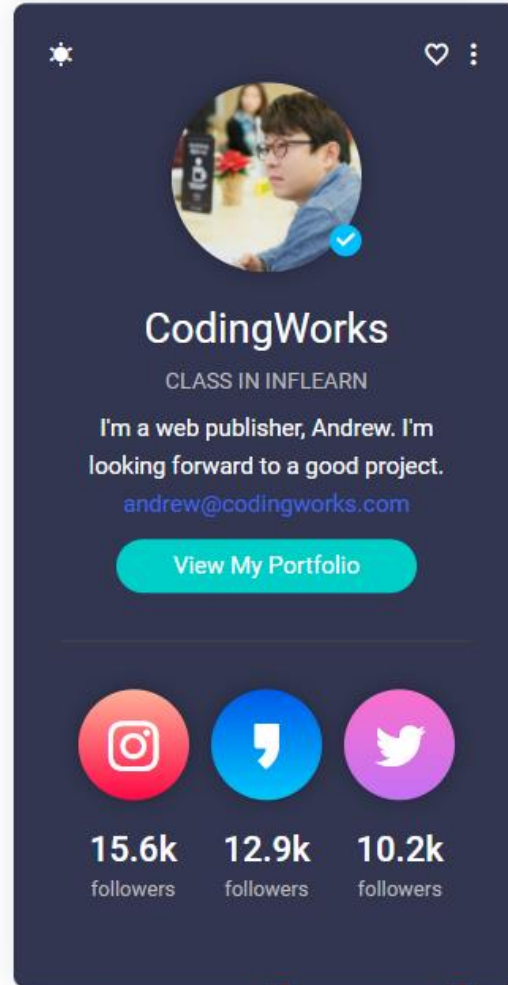 CodingWorks
CLASS IN INFLEARN
I'm a web publisher, Andrew. I'm
looking forward to a good project.
andrew@codingworks.com
View My Portfolio
15.6k 12.9k 10.2k
followers followers followers